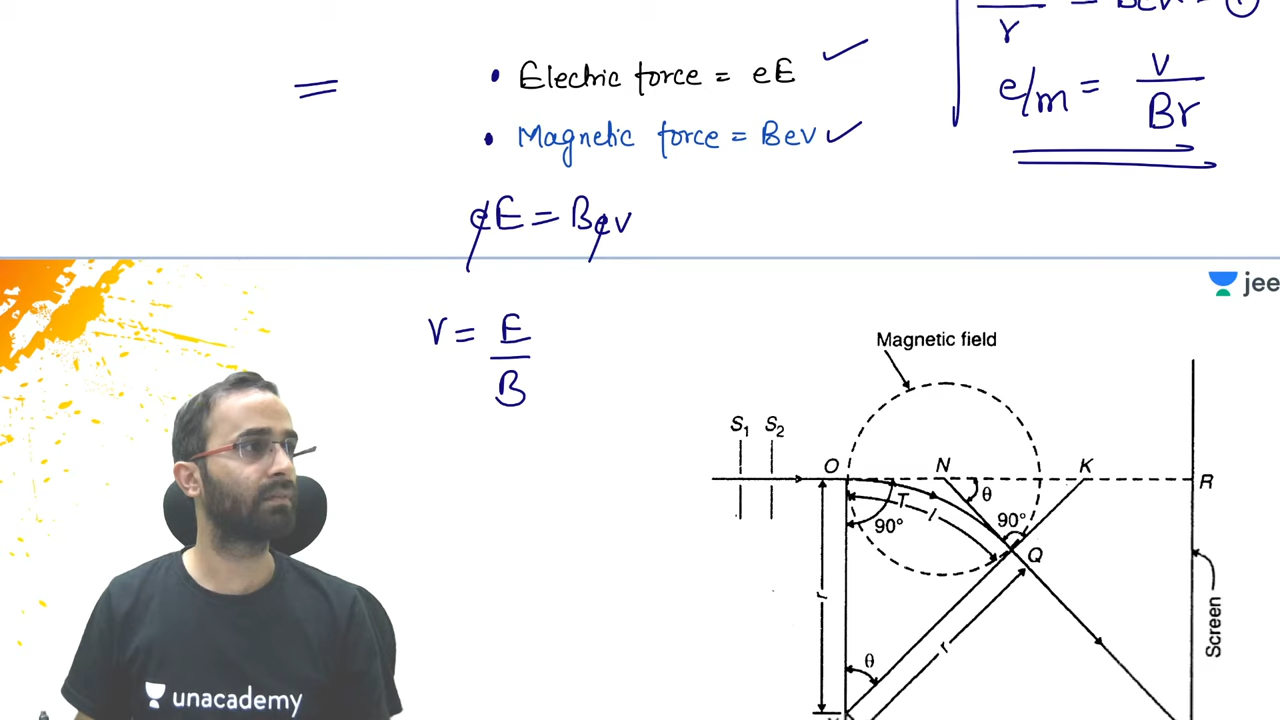 r = Bev
• Electric force = eE ✓
e/m = v / Br
• Magnetic force = Bev ✓
eE = Bev
v = E / B
jee
Magnetic field
S1 S2
O N K R
θ
T l 90° 90°
Q
r
Screen
r
θ
unacademy